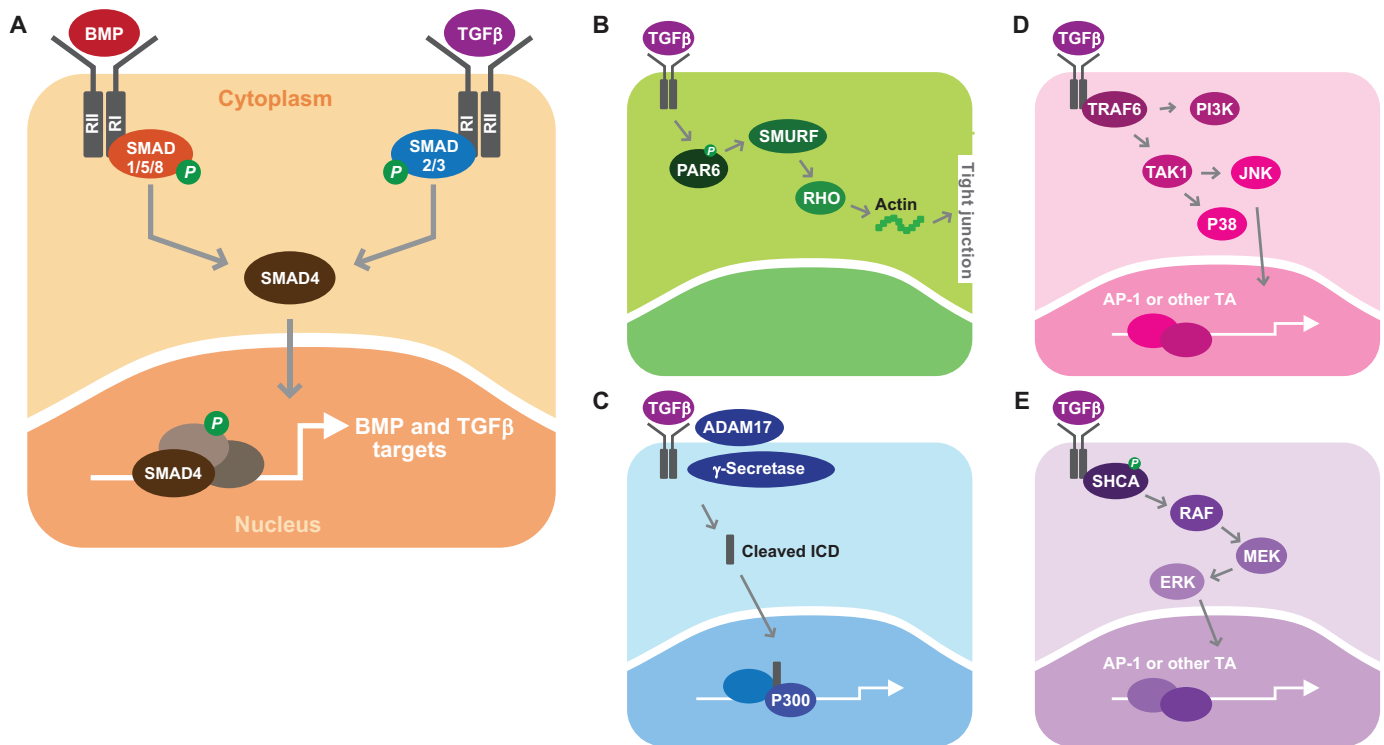 A
BMP
TGFβ
Cytoplasm
RII
RI
RI
RII
SMAD
1/5/8
P
SMAD
2/3
P
SMAD4
P
BMP and TGFβ
targets
SMAD4
Nucleus
B
TGFβ
P
PAR6
SMURF
RHO
Actin
Tight junction
C
TGFβ
ADAM17
γ-Secretase
Cleaved ICD
P300
D
TGFβ
TRAF6
PI3K
TAK1
JNK
P38
AP-1 or other TA
E
TGFβ
P
SHCA
RAF
MEK
ERK
AP-1 or other TA